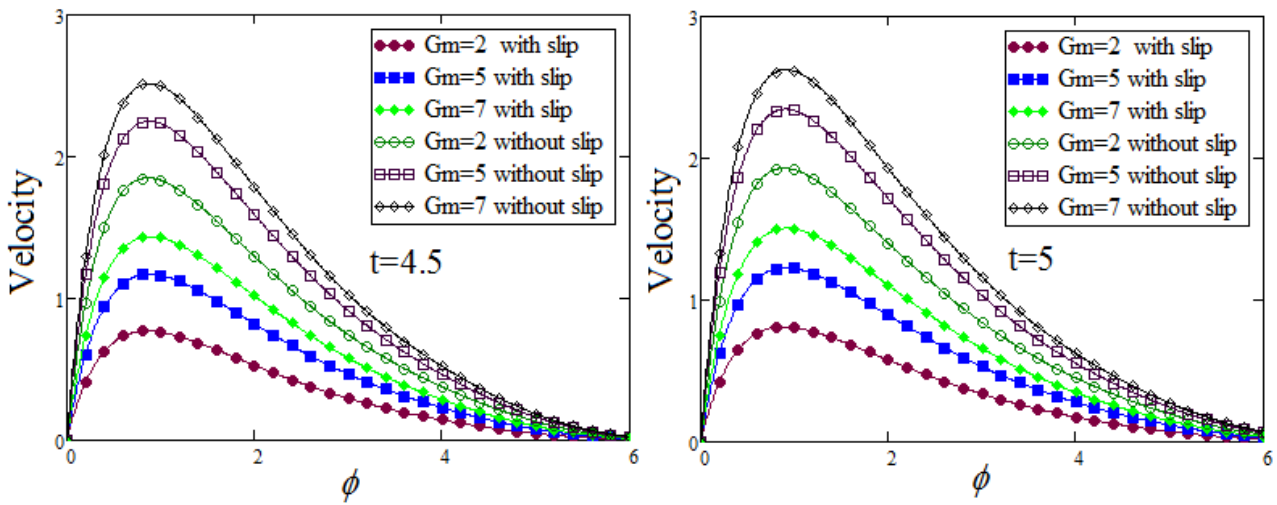 3
2
1
0
Velocity
Gm=2 with slip
Gm=5 with slip
Gm=7 with slip
Gm=2 without slip
Gm=5 without slip
Gm=7 without slip
t=4.5
0
2
4
6
ϕ
3
2
1
0
Velocity
Gm=2 with slip
Gm=5 with slip
Gm=7 with slip
Gm=2 without slip
Gm=5 without slip
Gm=7 without slip
t=5
0
2
4
6
ϕ